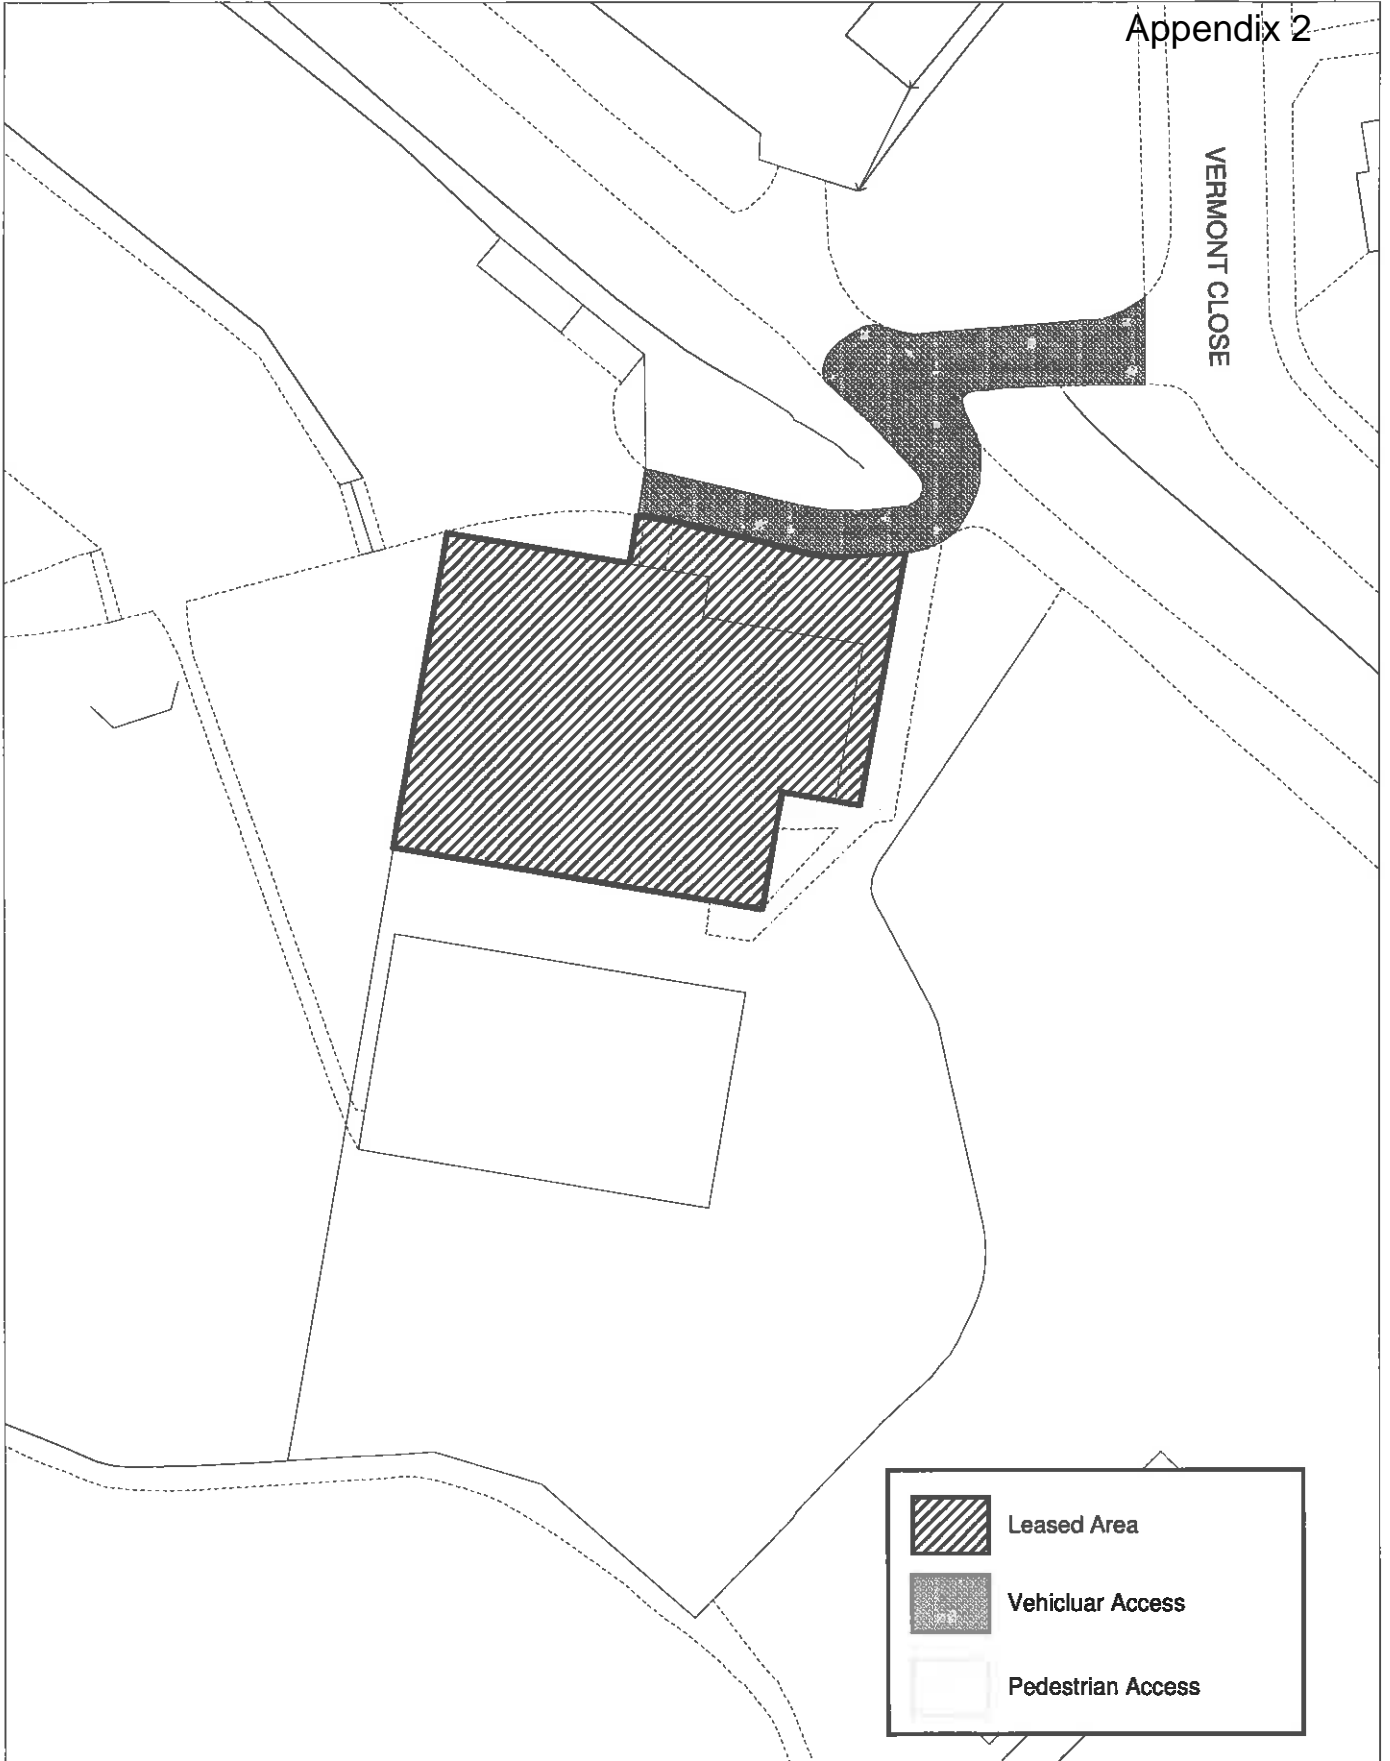 Appendix 2
VERMONT CLOSE
Leased Area
Vehicluar Access
Pedestrian Access